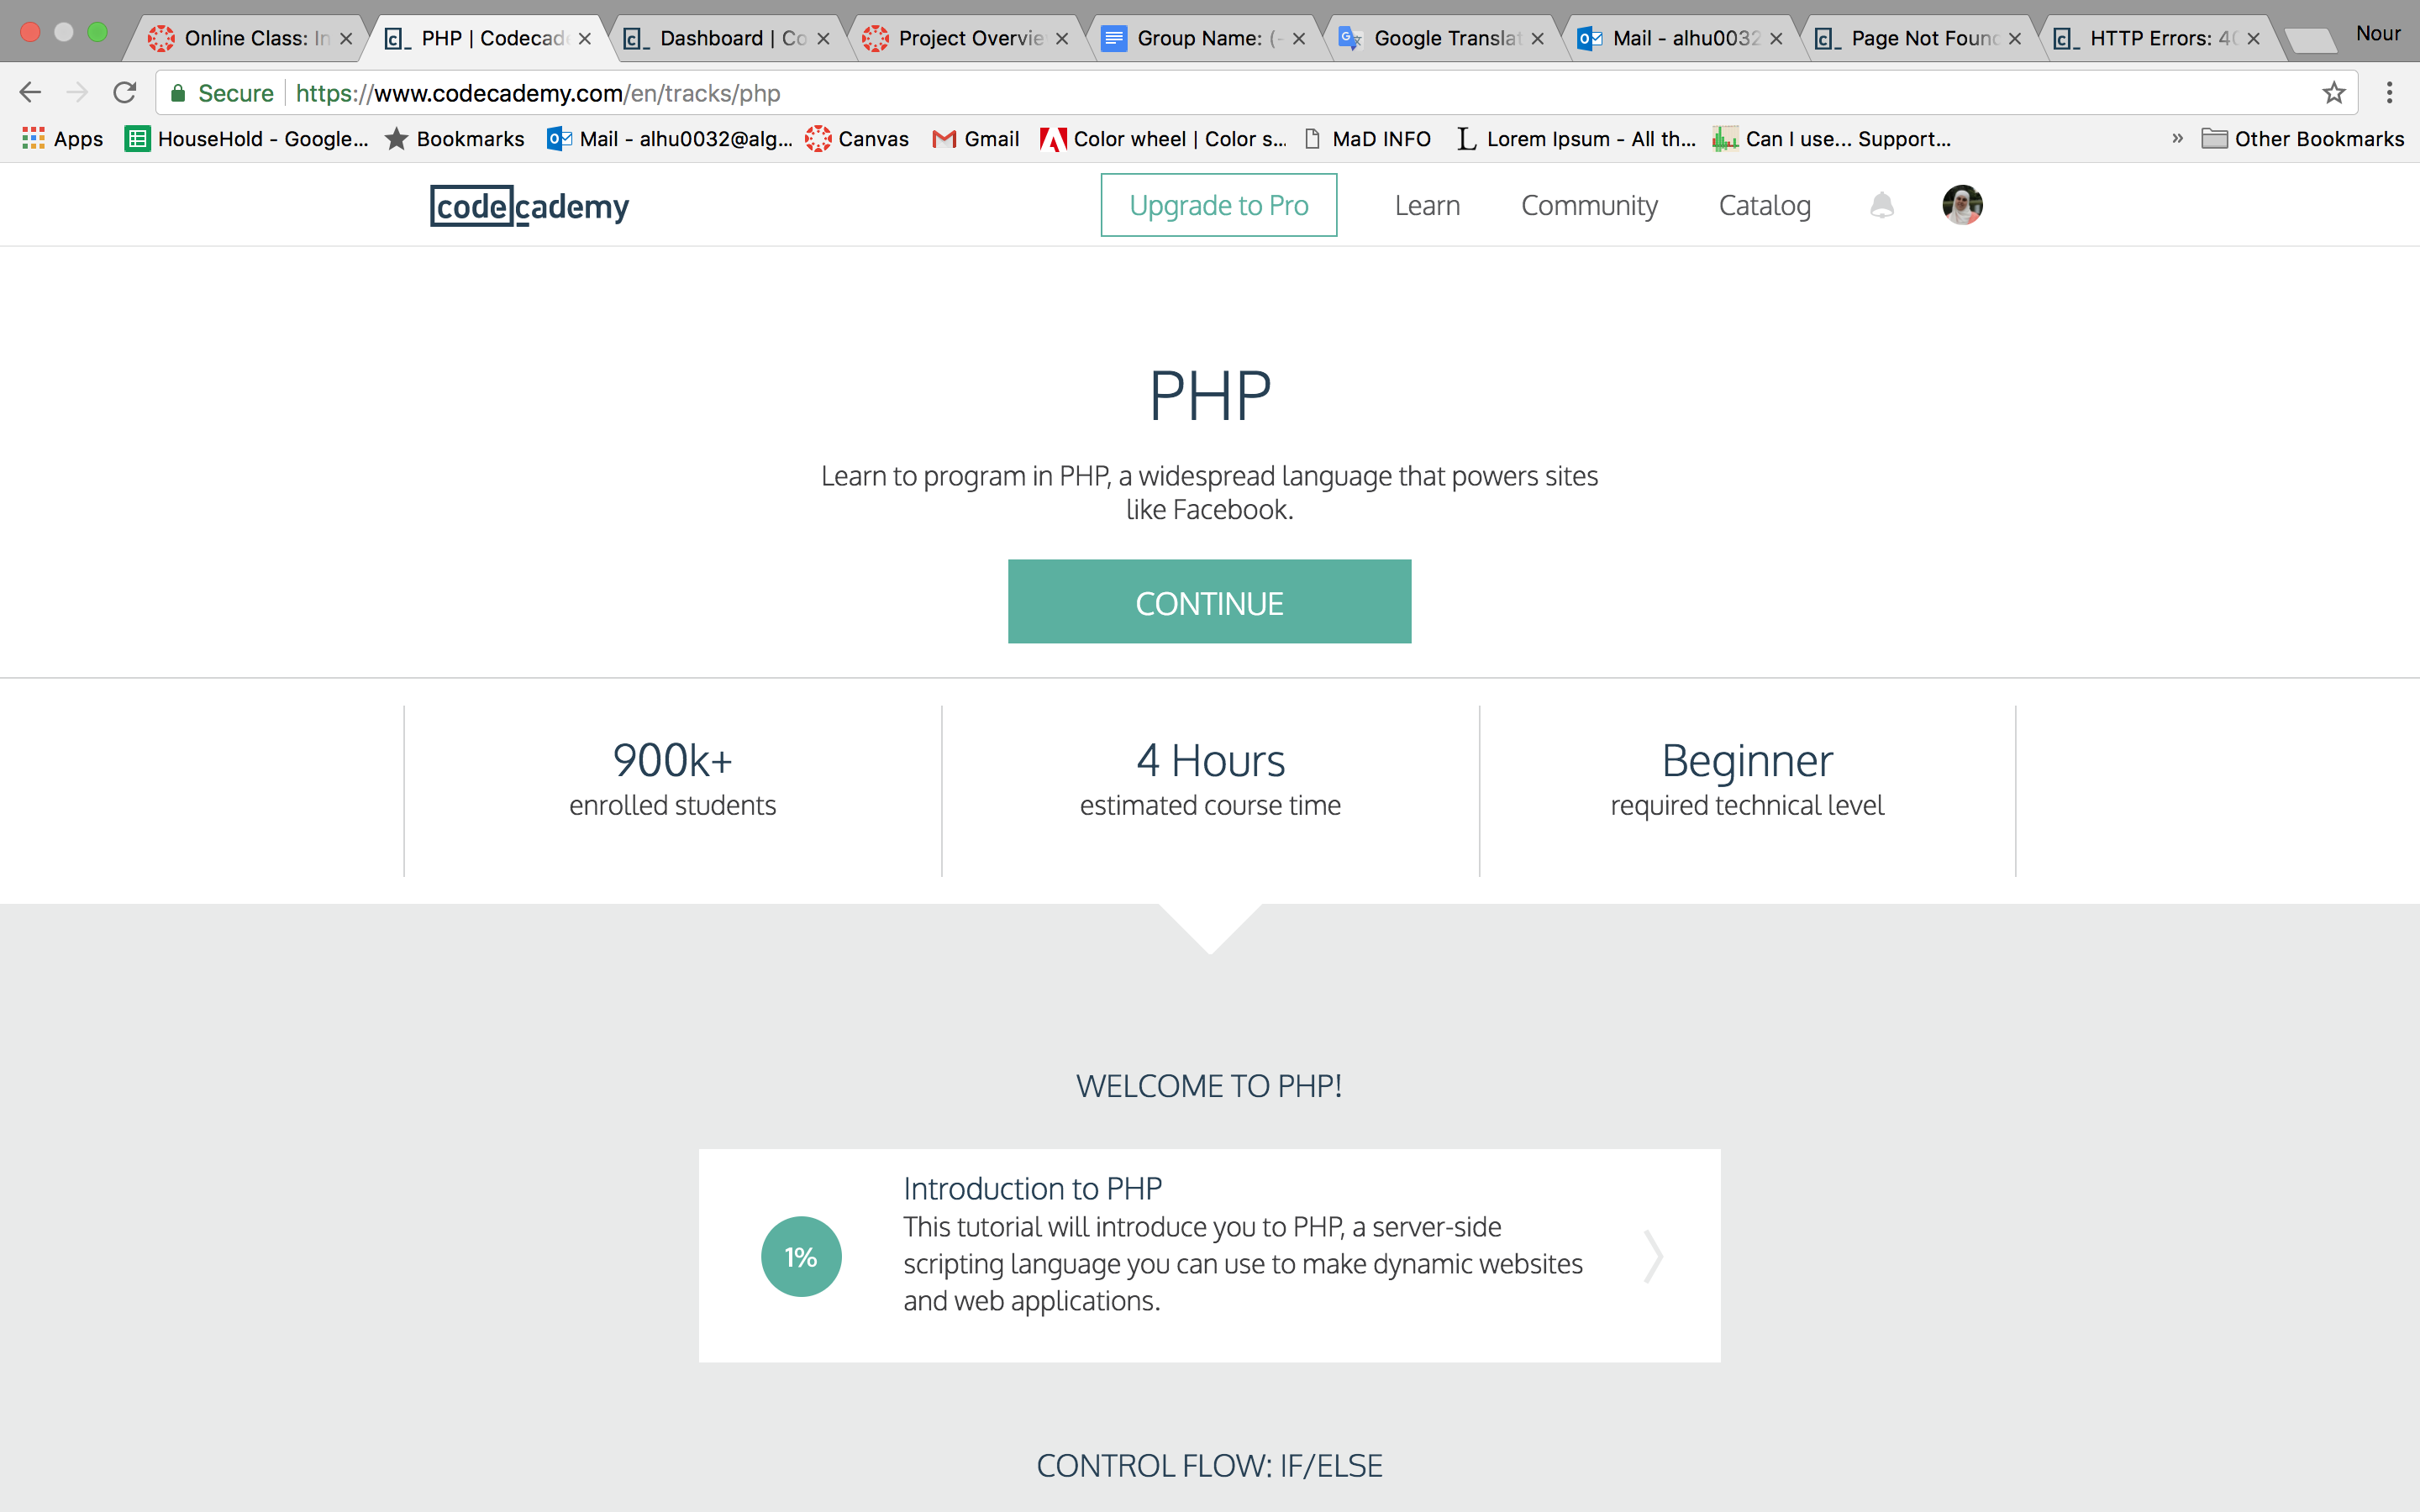 Online Class: In
PHP | Codecade
Dashboard | Co
Project Overvie
Group Name: (-
Google Translat
Mail - alhu0032
Page Not Found
HTTP Errors: 40
Nour
Secure https://www.codecademy.com/en/tracks/php
Apps HouseHold - Google... Bookmarks Mail - alhu0032@alg... Canvas Gmail Color wheel | Color s... MaD INFO Lorem Ipsum - All th... Can I use... Support... » Other Bookmarks
codecademy Upgrade to Pro Learn Community Catalog
PHP
Learn to program in PHP, a widespread language that powers sites
like Facebook.
CONTINUE
900k+
enrolled students
4 Hours
estimated course time
Beginner
required technical level
WELCOME TO PHP!
Introduction to PHP
1%
This tutorial will introduce you to PHP, a server-side
scripting language you can use to make dynamic websites
and web applications.
CONTROL FLOW: IF/ELSE